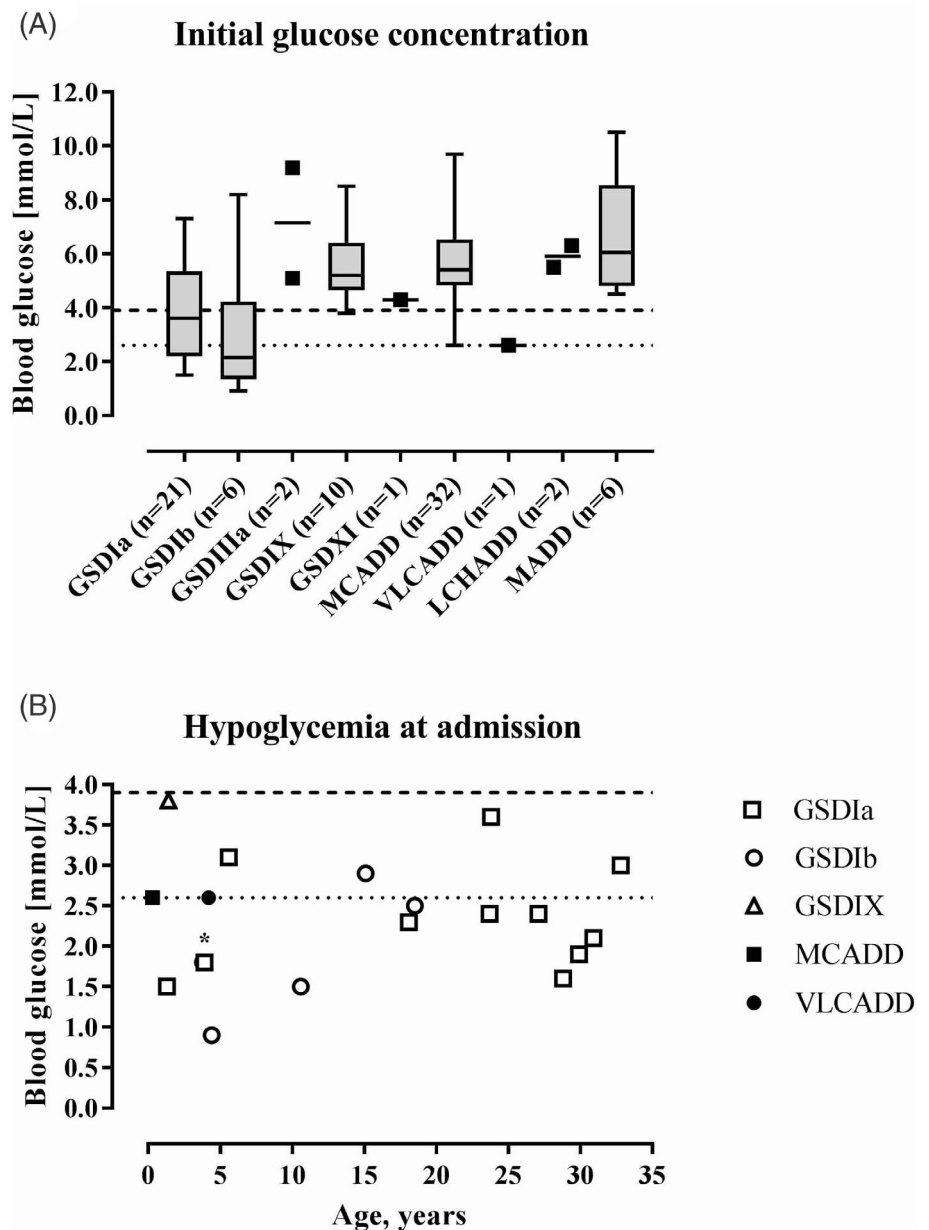 (A)
Initial glucose concentration
Blood glucose [mmol/L]
12.0
10.0
8.0
6.0
4.0
2.0
0.0
GSDIa (n=21)
GSDIb (n=6)
GSDIIIa (n=2)
GSDIX (n=10)
GSDXI (n=1)
MCADD (n=32)
VLCADD (n=1)
LCHADD (n=2)
MADD (n=6)
(B)
Hypoglycemia at admission
Blood glucose [mmol/L]
4.0
3.5
3.0
2.5
2.0
1.5
1.0
0.5
0.0
*
0 5 10 15 20 25 30 35
Age, years
GSDIa
GSDIb
GSDIX
MCADD
VLCADD